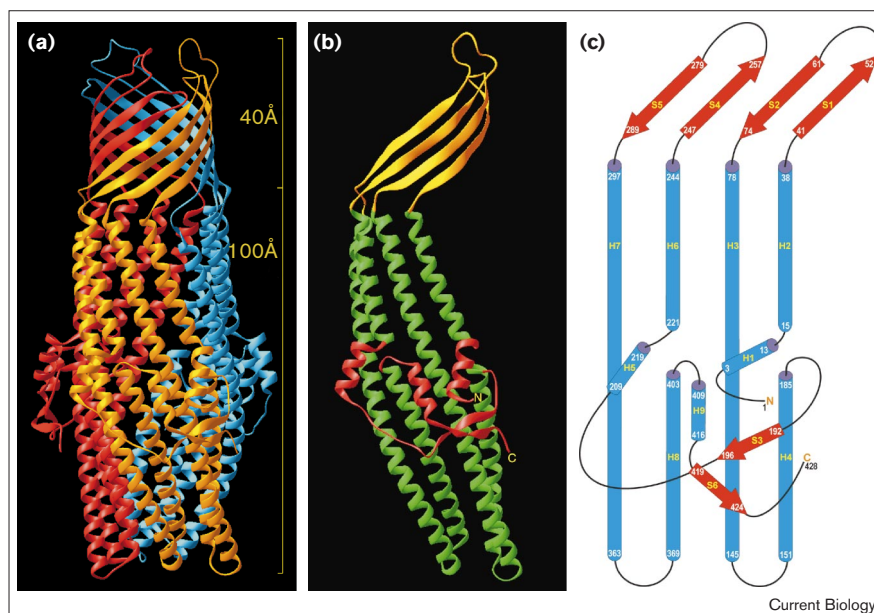 (a)
40Å
100Å
(b)
N
C
(c)
279
257
61
52
S5
S4
S2
S1
289
247
74
41
297
244
78
38
H7
H6
H3
H2
221
15
219
H5
209
13
H1
3
403
409
H9
416
185
N
1
192
S3
196
H8
H4
C
428
419
S6
424
363
369
145
151
Current Biology